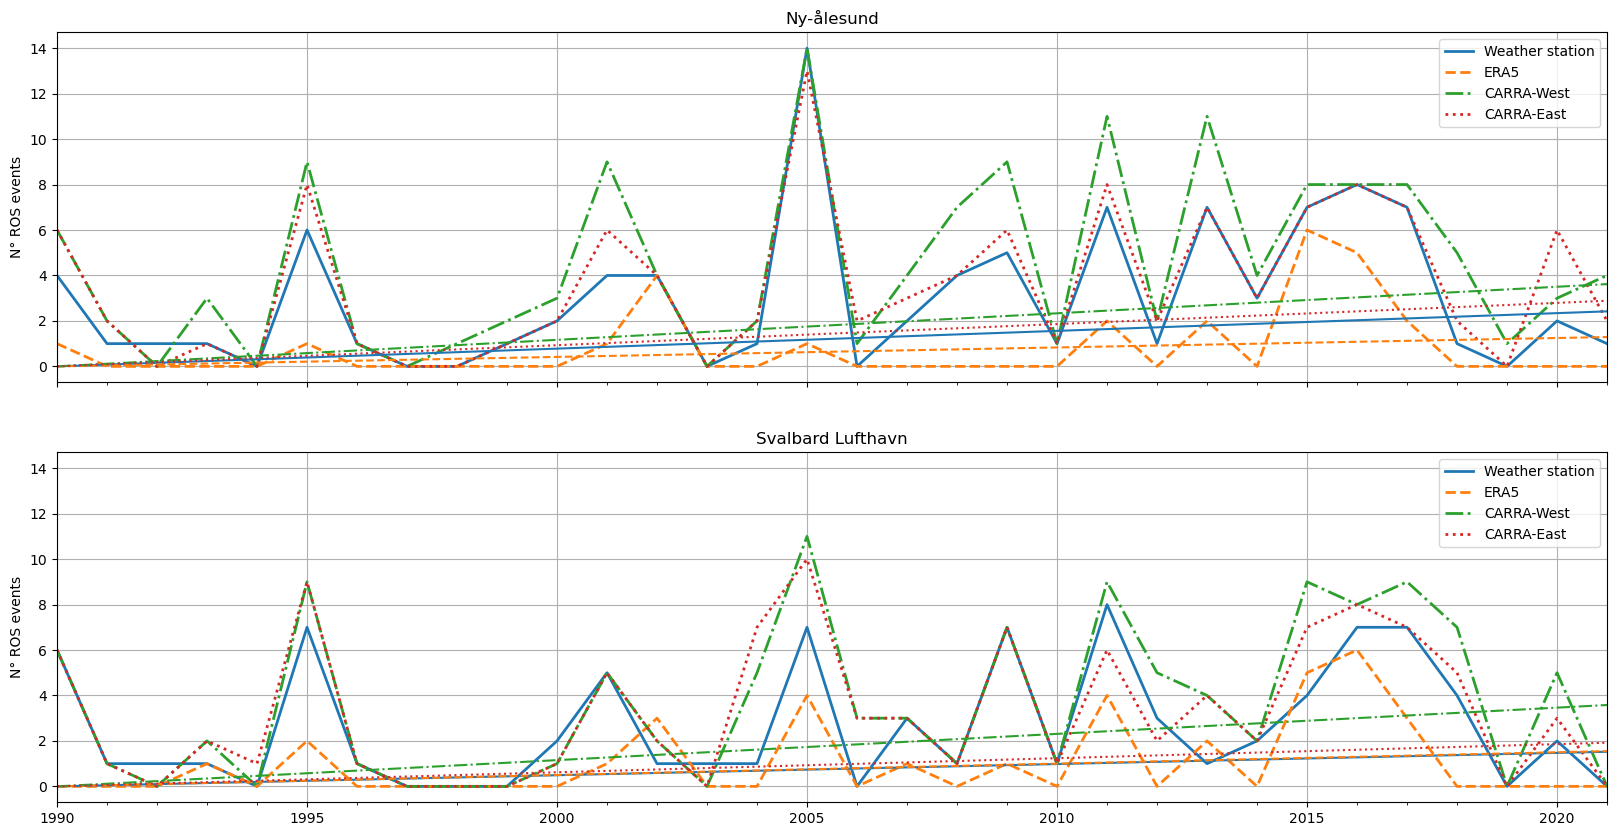 Ny-ålesund
14
12
10
8
6
4
2
0
N° ROS events
Weather station
ERA5
CARRA-West
CARRA-East
Svalbard Lufthavn
14
12
10
8
6
4
2
0
N° ROS events
Weather station
ERA5
CARRA-West
CARRA-East
1990 1995 2000 2005 2010 2015 2020